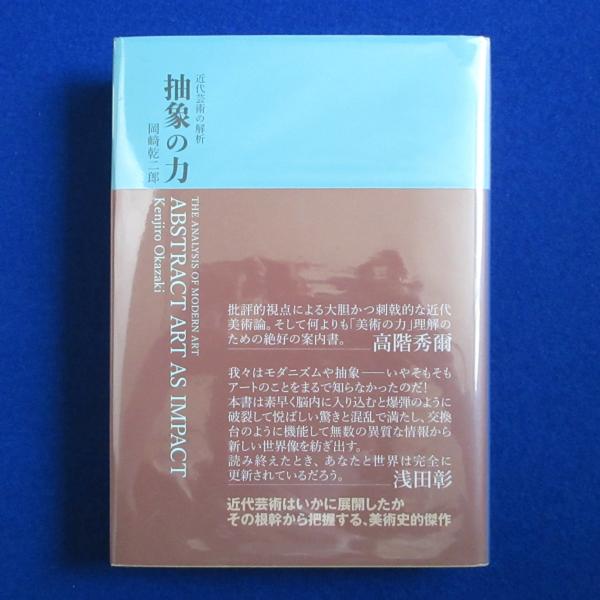 近代芸術の解析
抽象の力
岡﨑乾二郎
THE ANALYSIS OF MODERN ART
ABSTRACT ART AS IMPACT
Kenjiro Okazaki
批評的視点による大胆かつ刺戟的な近代
美術論。そして何よりも「美術の力」理解の
ための絶好の案内書。 高階秀爾
我々はモダニズムや抽象──いやそもそも
アートのことをまるで知らなかったのだ!
本書は素早く脳内に入り込むと爆弾のように
破裂して悦ばしい驚きと混乱で満たし、交換
台のように機能して無数の異質な情報から
新しい世界像を紡ぎ出す。
読み終えたとき、あなたと世界は完全に
更新されているだろう。 浅田彰
近代芸術はいかに展開したか
その根幹から把握する、美術史的傑作